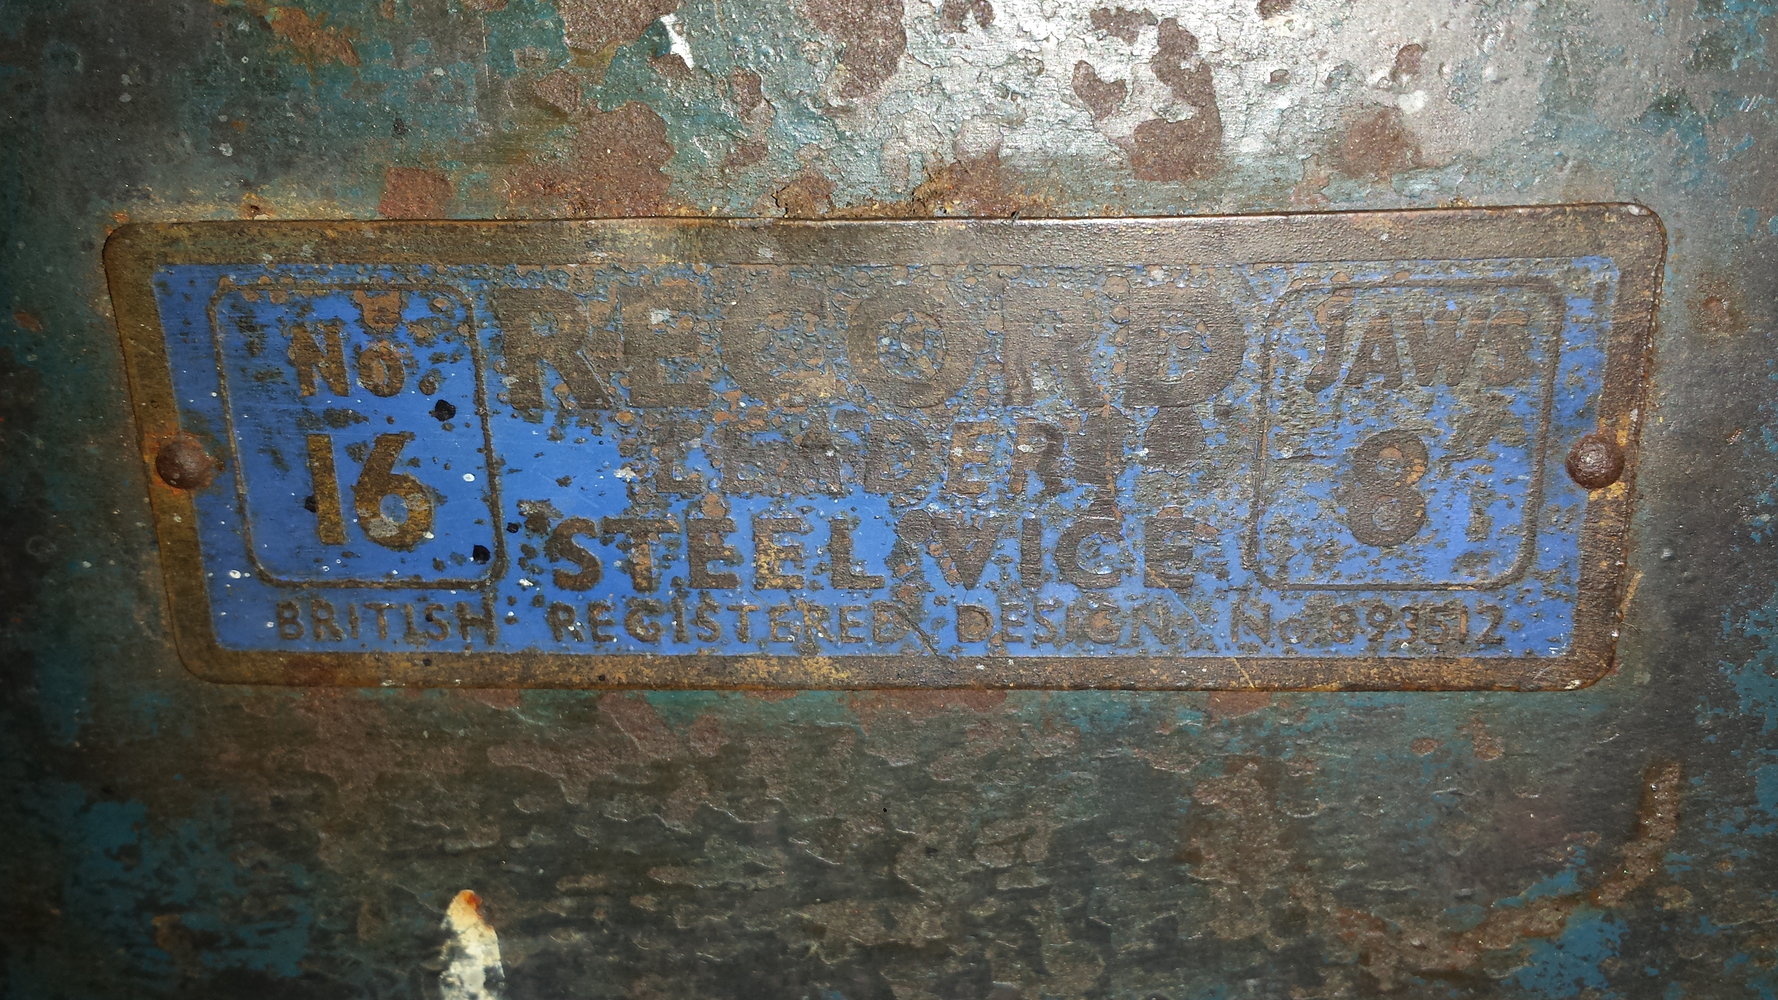 No.
16
RECORD
LEADER
STEEL VICE
JAWS
8
BRITISH REGISTERED DESIGN No. 893512